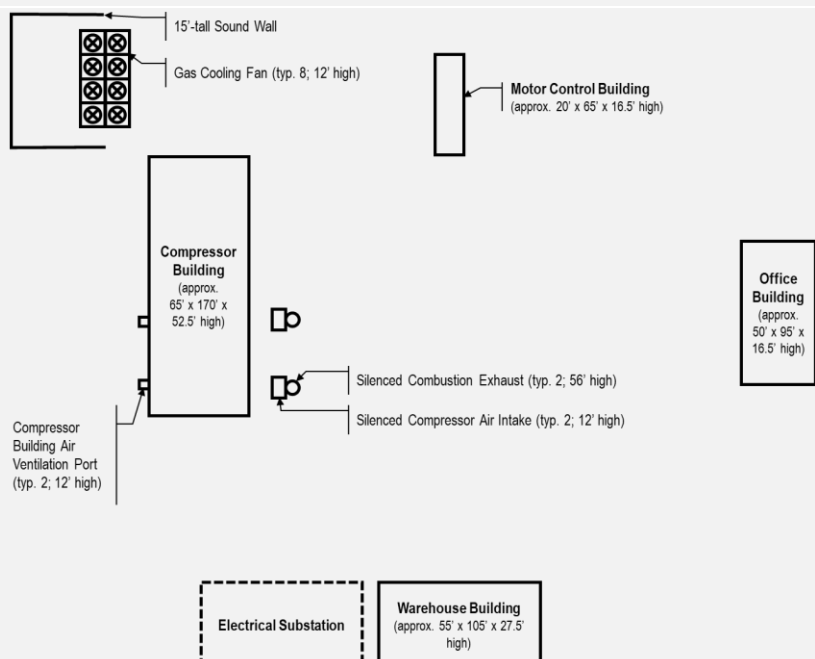 15'-tall Sound Wall
Gas Cooling Fan (typ. 8; 12' high)
Motor Control Building
(approx. 20' x 65' x 16.5' high)
Compressor
Building
(approx.
65' x 170' x
52.5' high)
Office
Building
(approx.
50' x 95' x
16.5' high)
Silenced Combustion Exhaust (typ. 2; 56' high)
Silenced Compressor Air Intake (typ. 2; 12' high)
Compressor
Building Air
Ventilation Port
(typ. 2; 12' high)
Electrical Substation
Warehouse Building
(approx. 55' x 105' x 27.5'
high)